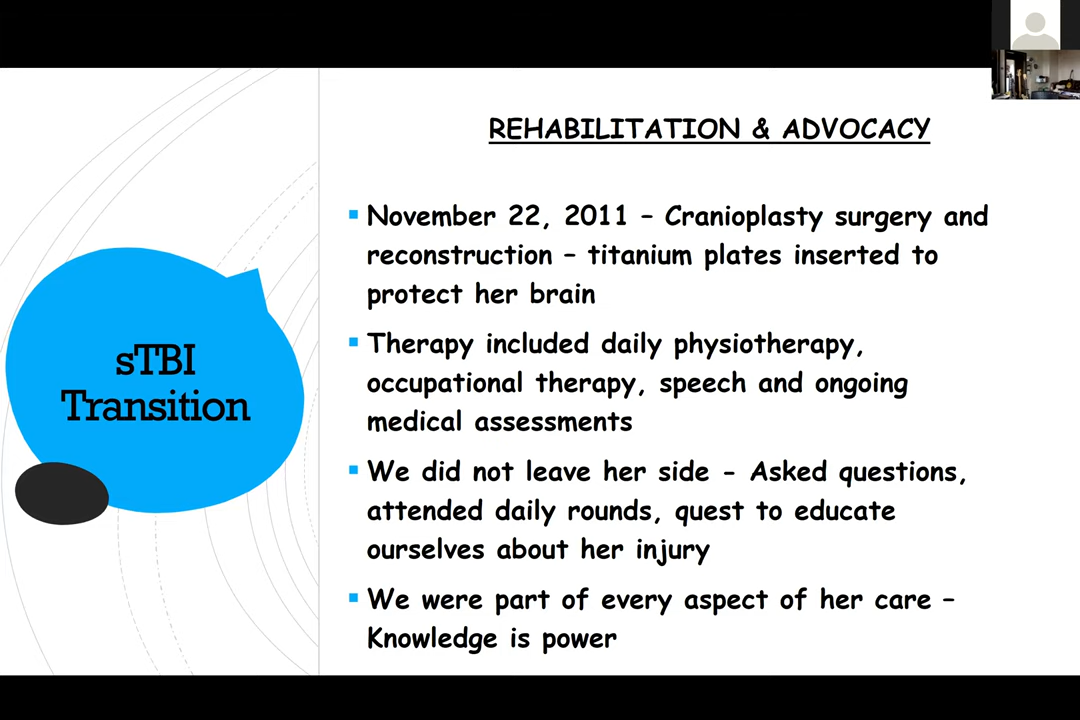 REHABILITATION & ADVOCACY
sTBI
Transition
▪ November 22, 2011 – Cranioplasty surgery and
reconstruction – titanium plates inserted to
protect her brain
▪ Therapy included daily physiotherapy,
occupational therapy, speech and ongoing
medical assessments
▪ We did not leave her side – Asked questions,
attended daily rounds, quest to educate
ourselves about her injury
▪ We were part of every aspect of her care –
Knowledge is power